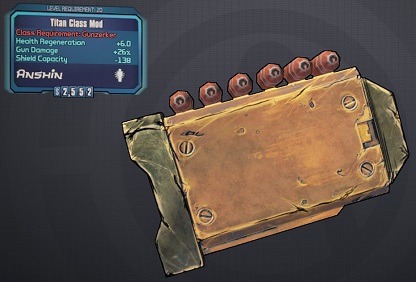 LEVEL REQUIREMENT: 20
Titan Class Mod
Class Requirement: Gunzerker
Health Regeneration +6.0
Gun Damage +26%
Shield Capacity -138
ANSHIN
$ 2,552